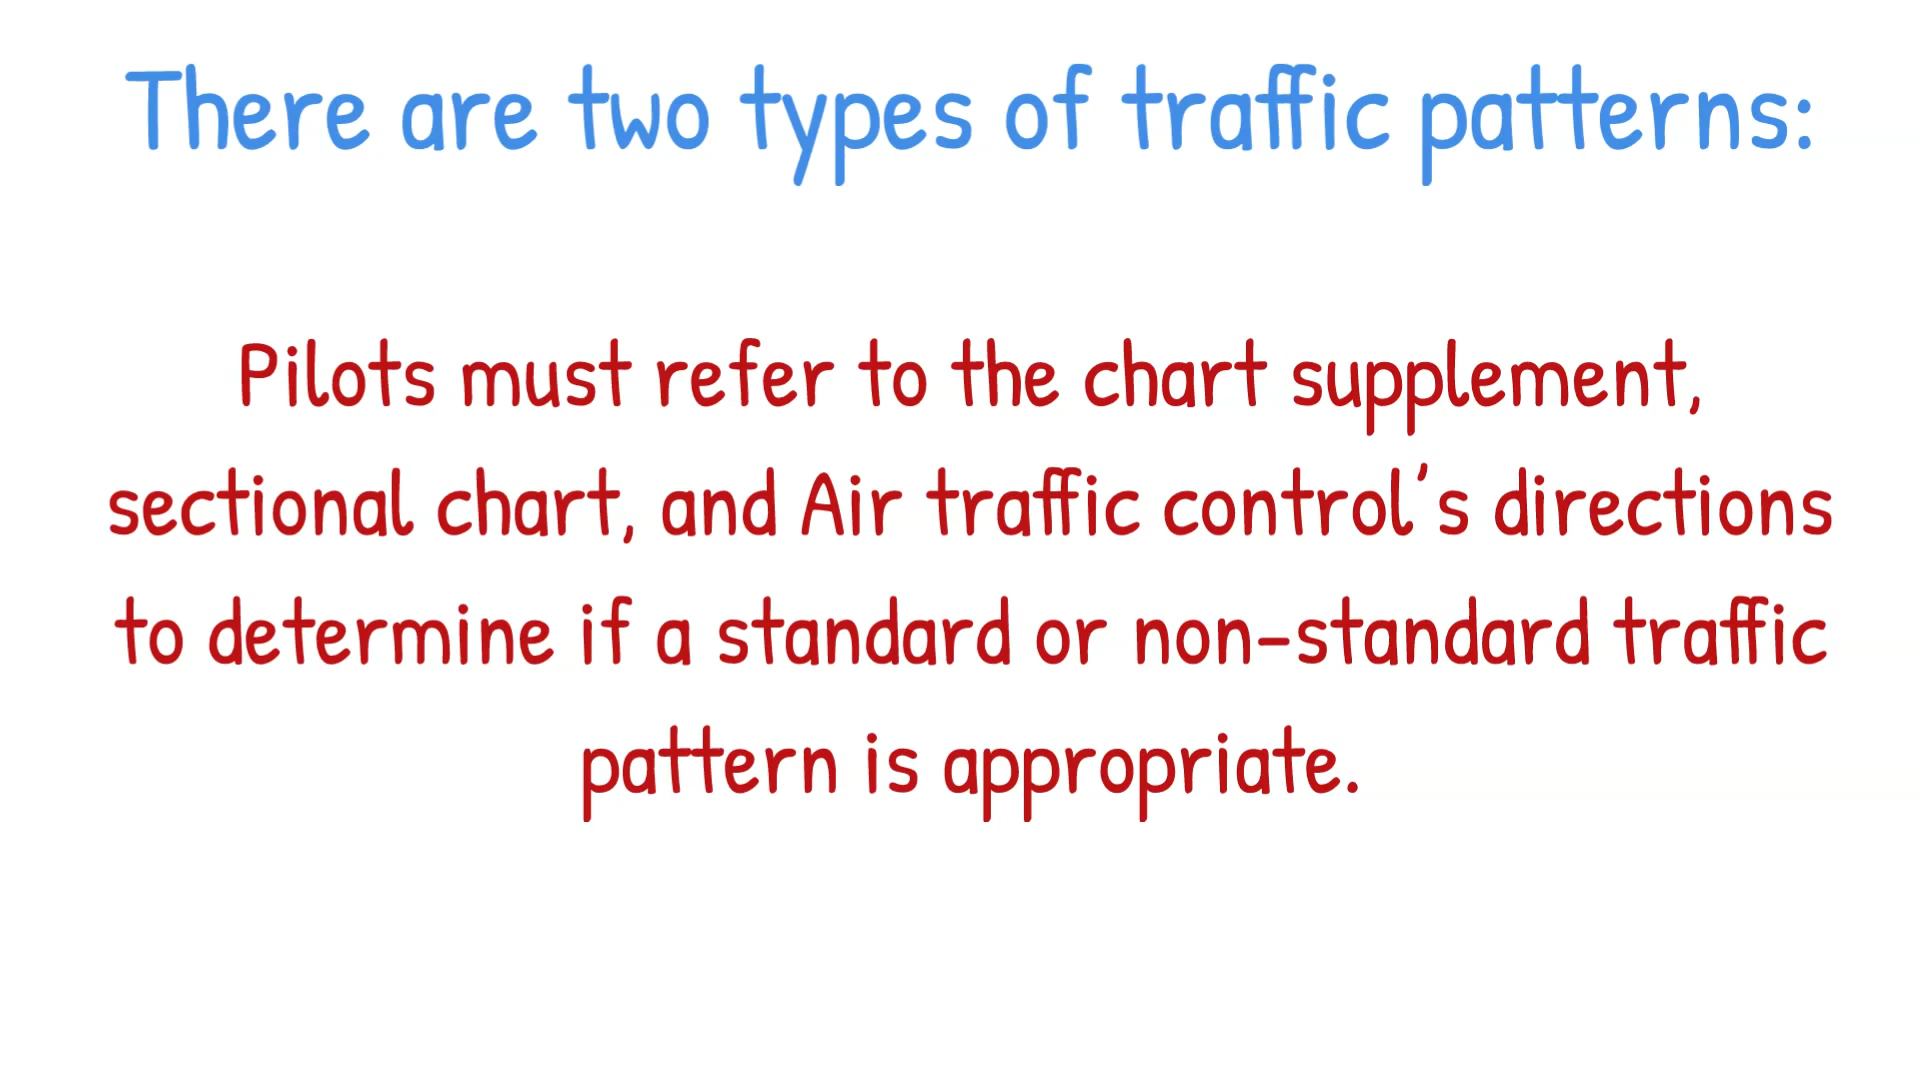 There are two types of traffic patterns:
Pilots must refer to the chart supplement,
sectional chart, and Air traffic control's directions
to determine if a standard or non-standard traffic
pattern is appropriate.